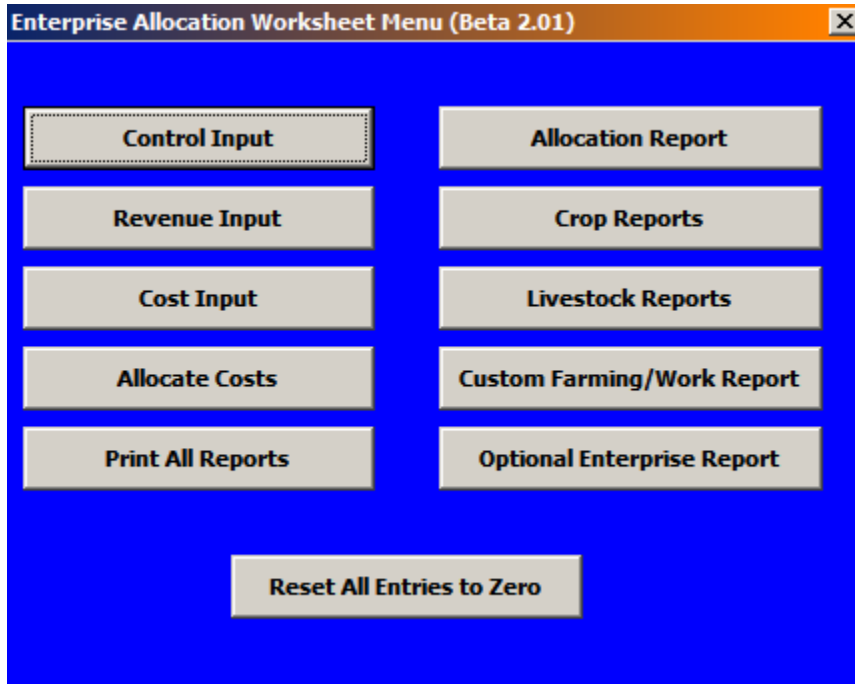 Enterprise Allocation Worksheet Menu (Beta 2.01)
Control Input
Allocation Report
Revenue Input
Crop Reports
Cost Input
Livestock Reports
Allocate Costs
Custom Farming/Work Report
Print All Reports
Optional Enterprise Report
Reset All Entries to Zero